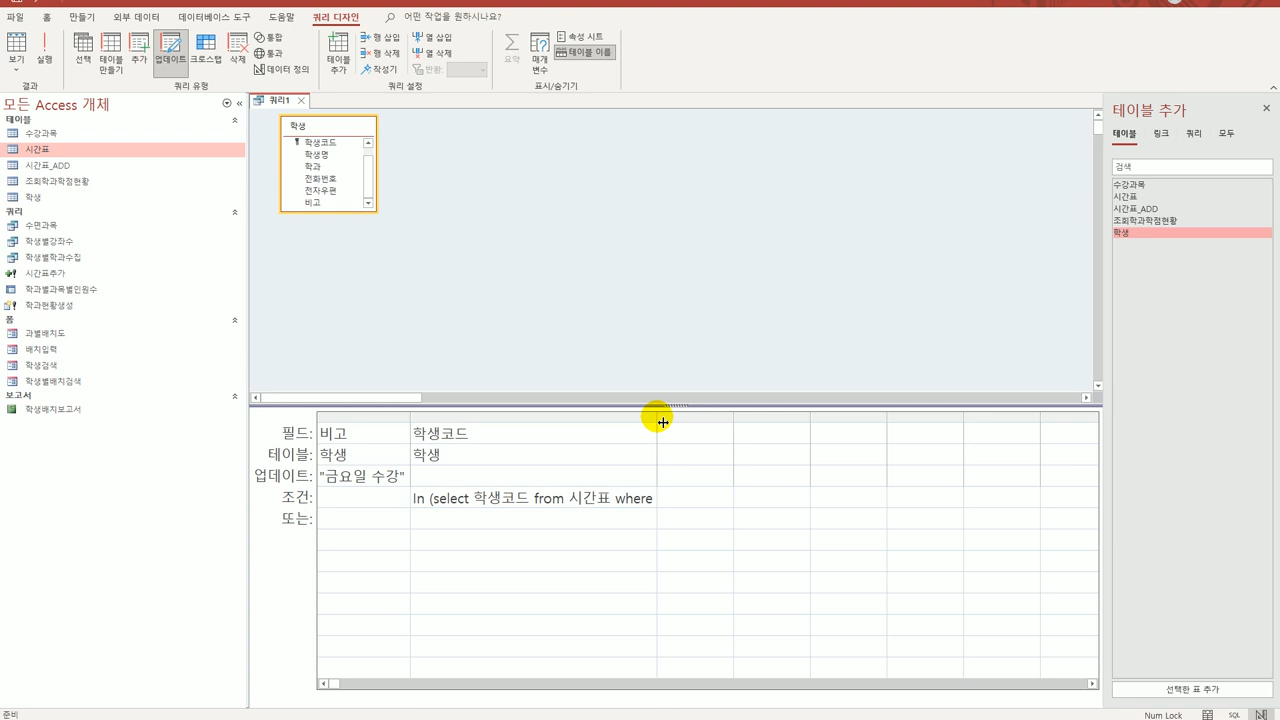 파일 홈 만들기 외부 데이터 데이터베이스 도구 도움말 쿼리 디자인 어떤 작업을 원하시나요?
보기 실행 선택 테이블 만들기 추가 업데이트 크로스탭 삭제 통합 통과 데이터 정의
테이블 추가 행 삽입 행 삭제 작성기 열 삽입 열 삭제 반환:
요약 매개 변수 속성 시트 테이블 이름
결과 쿼리 유형 쿼리 설정 표시/숨기기
모든 Access 개체
테이블
수강과목
시간표
시간표_ADD
조회학과학점현황
학생
쿼리
수면과목
학생별강좌수
학생별학과수집
시간표추가
학과별과목별인원수
학과현황생성
폼
과별배치도
배치입력
학생검색
학생별배치검색
보고서
학생배치보고서
쿼리1
학생
학생코드
학생명
학과
전화번호
전자우편
비고
필드: 비고 학생코드
테이블: 학생 학생
업데이트: "금요일 수강"
조건: In (select 학생코드 from 시간표 where
또는:
테이블 추가
테이블 링크 쿼리 모두
검색
수강과목
시간표
시간표_ADD
조회학과학점현황
학생
선택한 표 추가
준비 Num Lock SQL